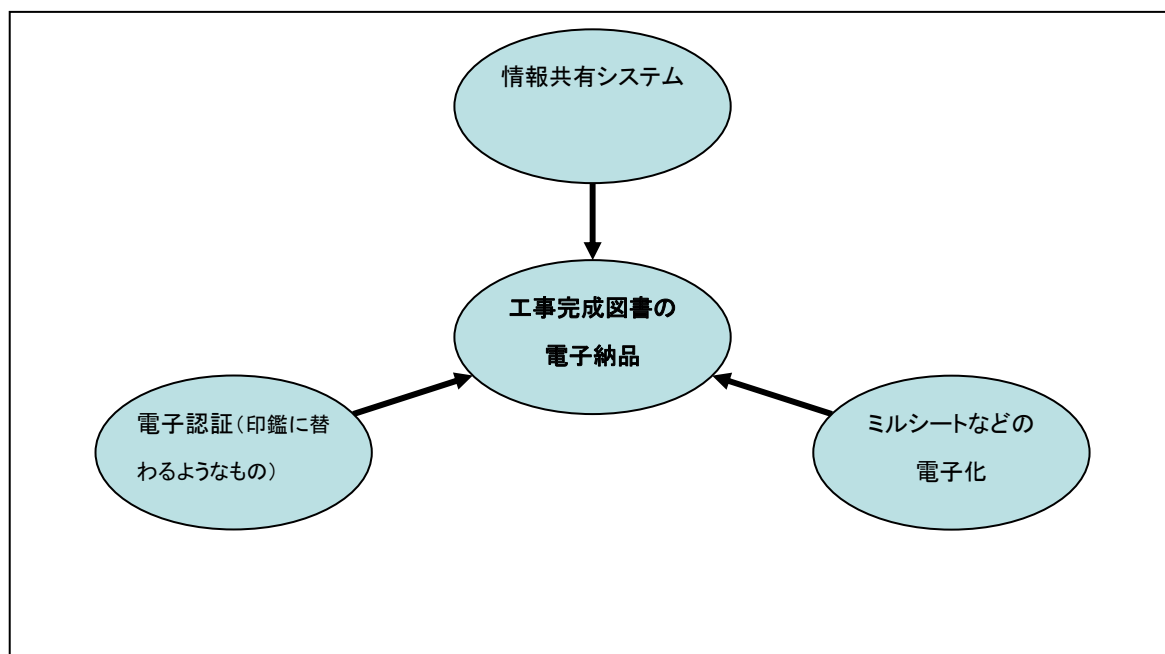 情報共有システム
工事完成図書の
電子納品
電子認証（印鑑に替
わるようなもの）
ミルシートなどの
電子化